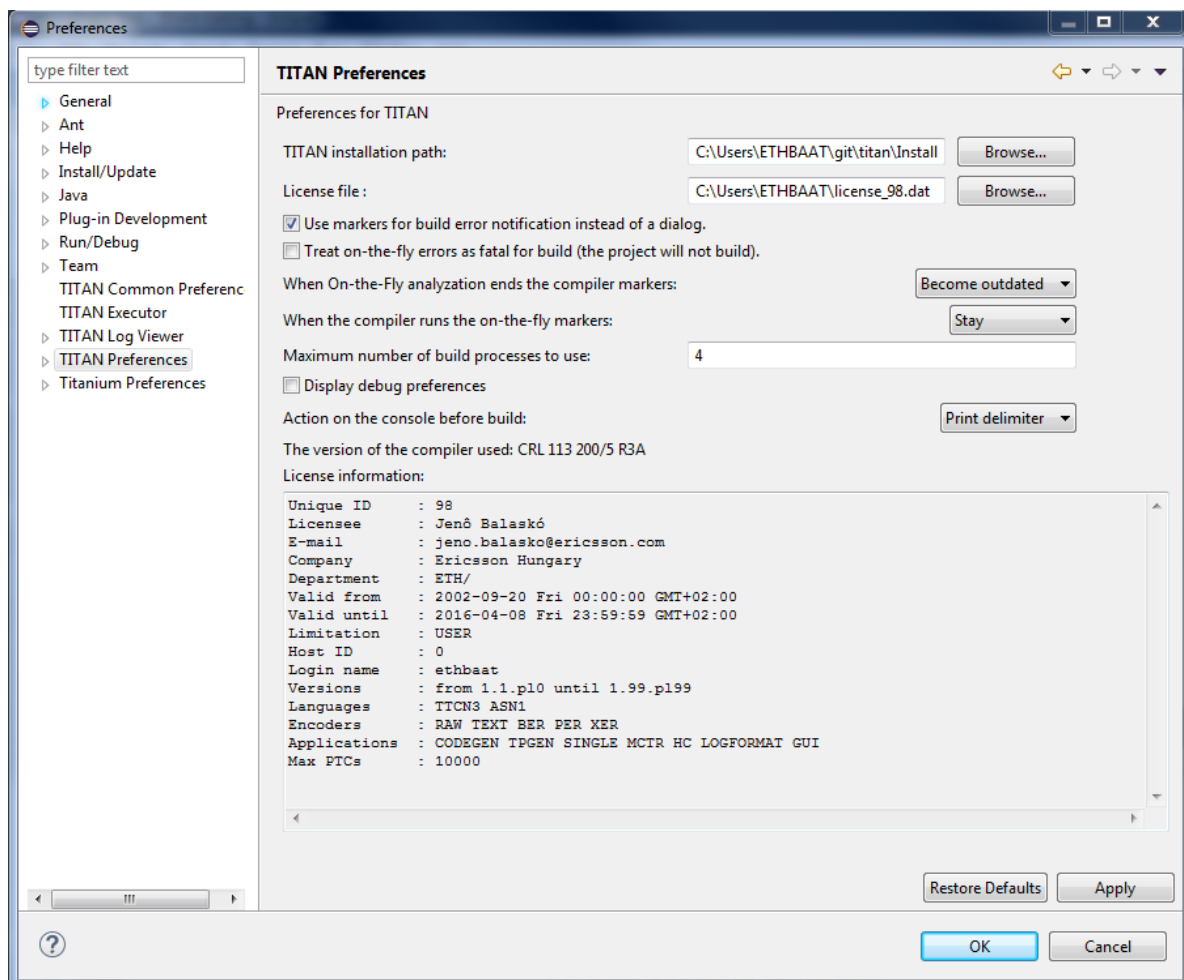 Preferences
type filter text
General
Ant
Help
Install/Update
Java
Plug-in Development
Run/Debug
Team
TITAN Common Preferenc
TITAN Executor
TITAN Log Viewer
TITAN Preferences
Titanium Preferences
TITAN Preferences
Preferences for TITAN
TITAN installation path: C:\Users\ETHBAAT\git\titan\Install Browse...
License file : C:\Users\ETHBAAT\license_98.dat Browse...
Use markers for build error notification instead of a dialog.
Treat on-the-fly errors as fatal for build (the project will not build).
When On-the-Fly analyzation ends the compiler markers: Become outdated
When the compiler runs the on-the-fly markers: Stay
Maximum number of build processes to use: 4
Display debug preferences
Action on the console before build: Print delimiter
The version of the compiler used: CRL 113 200/5 R3A
License information:
Unique ID : 98
Licensee : Jenô Balaskó
E-mail : jeno.balasko@ericsson.com
Company : Ericsson Hungary
Department : ETH/
Valid from : 2002-09-20 Fri 00:00:00 GMT+02:00
Valid until : 2016-04-08 Fri 23:59:59 GMT+02:00
Limitation : USER
Host ID : 0
Login name : ethbaat
Versions : from 1.1.pl0 until 1.99.pl99
Languages : TTCN3 ASN1
Encoders : RAW TEXT BER PER XER
Applications : CODEGEN TPGEN SINGLE MCTR HC LOGFORMAT GUI
Max PTCs : 10000
Restore Defaults Apply
OK Cancel